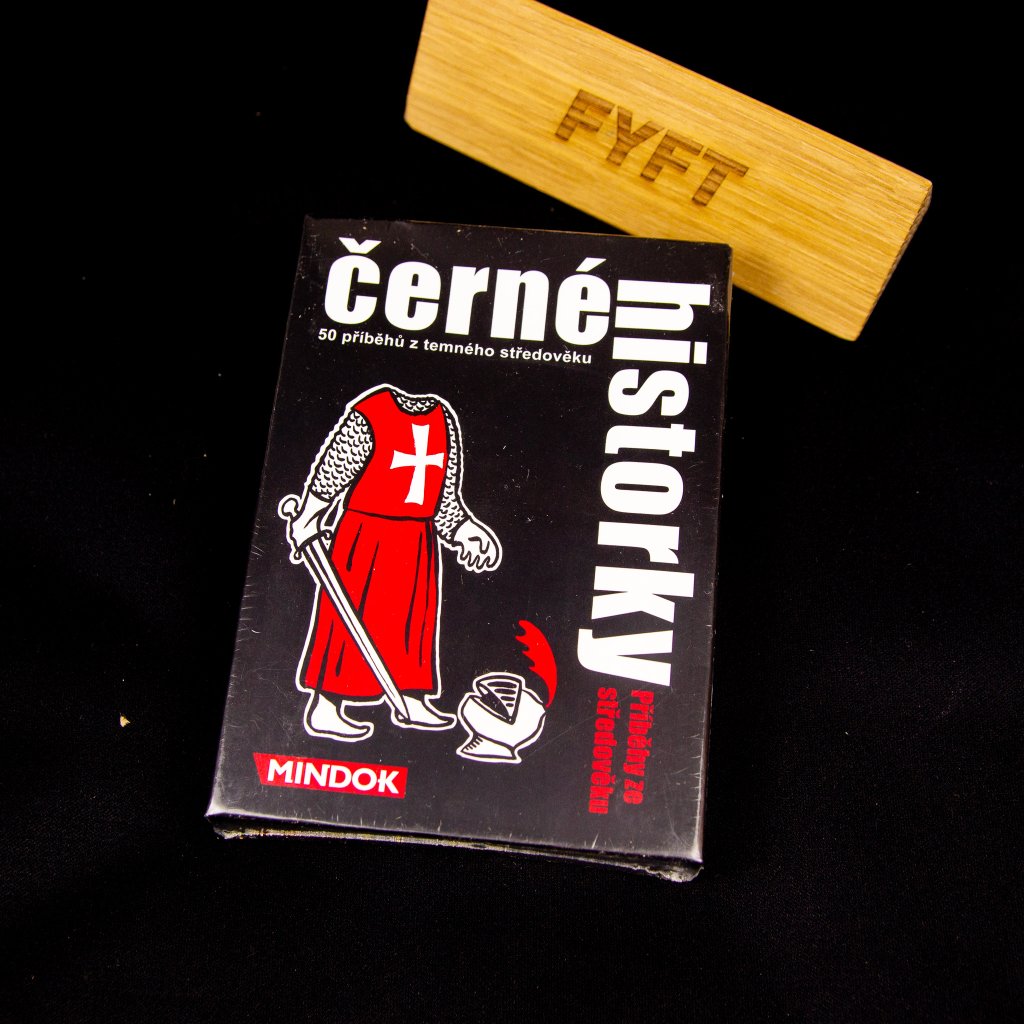 FYFT
černé
historky
50 příběhů z temného středověku
Příběhy ze
středověku
MINDOK